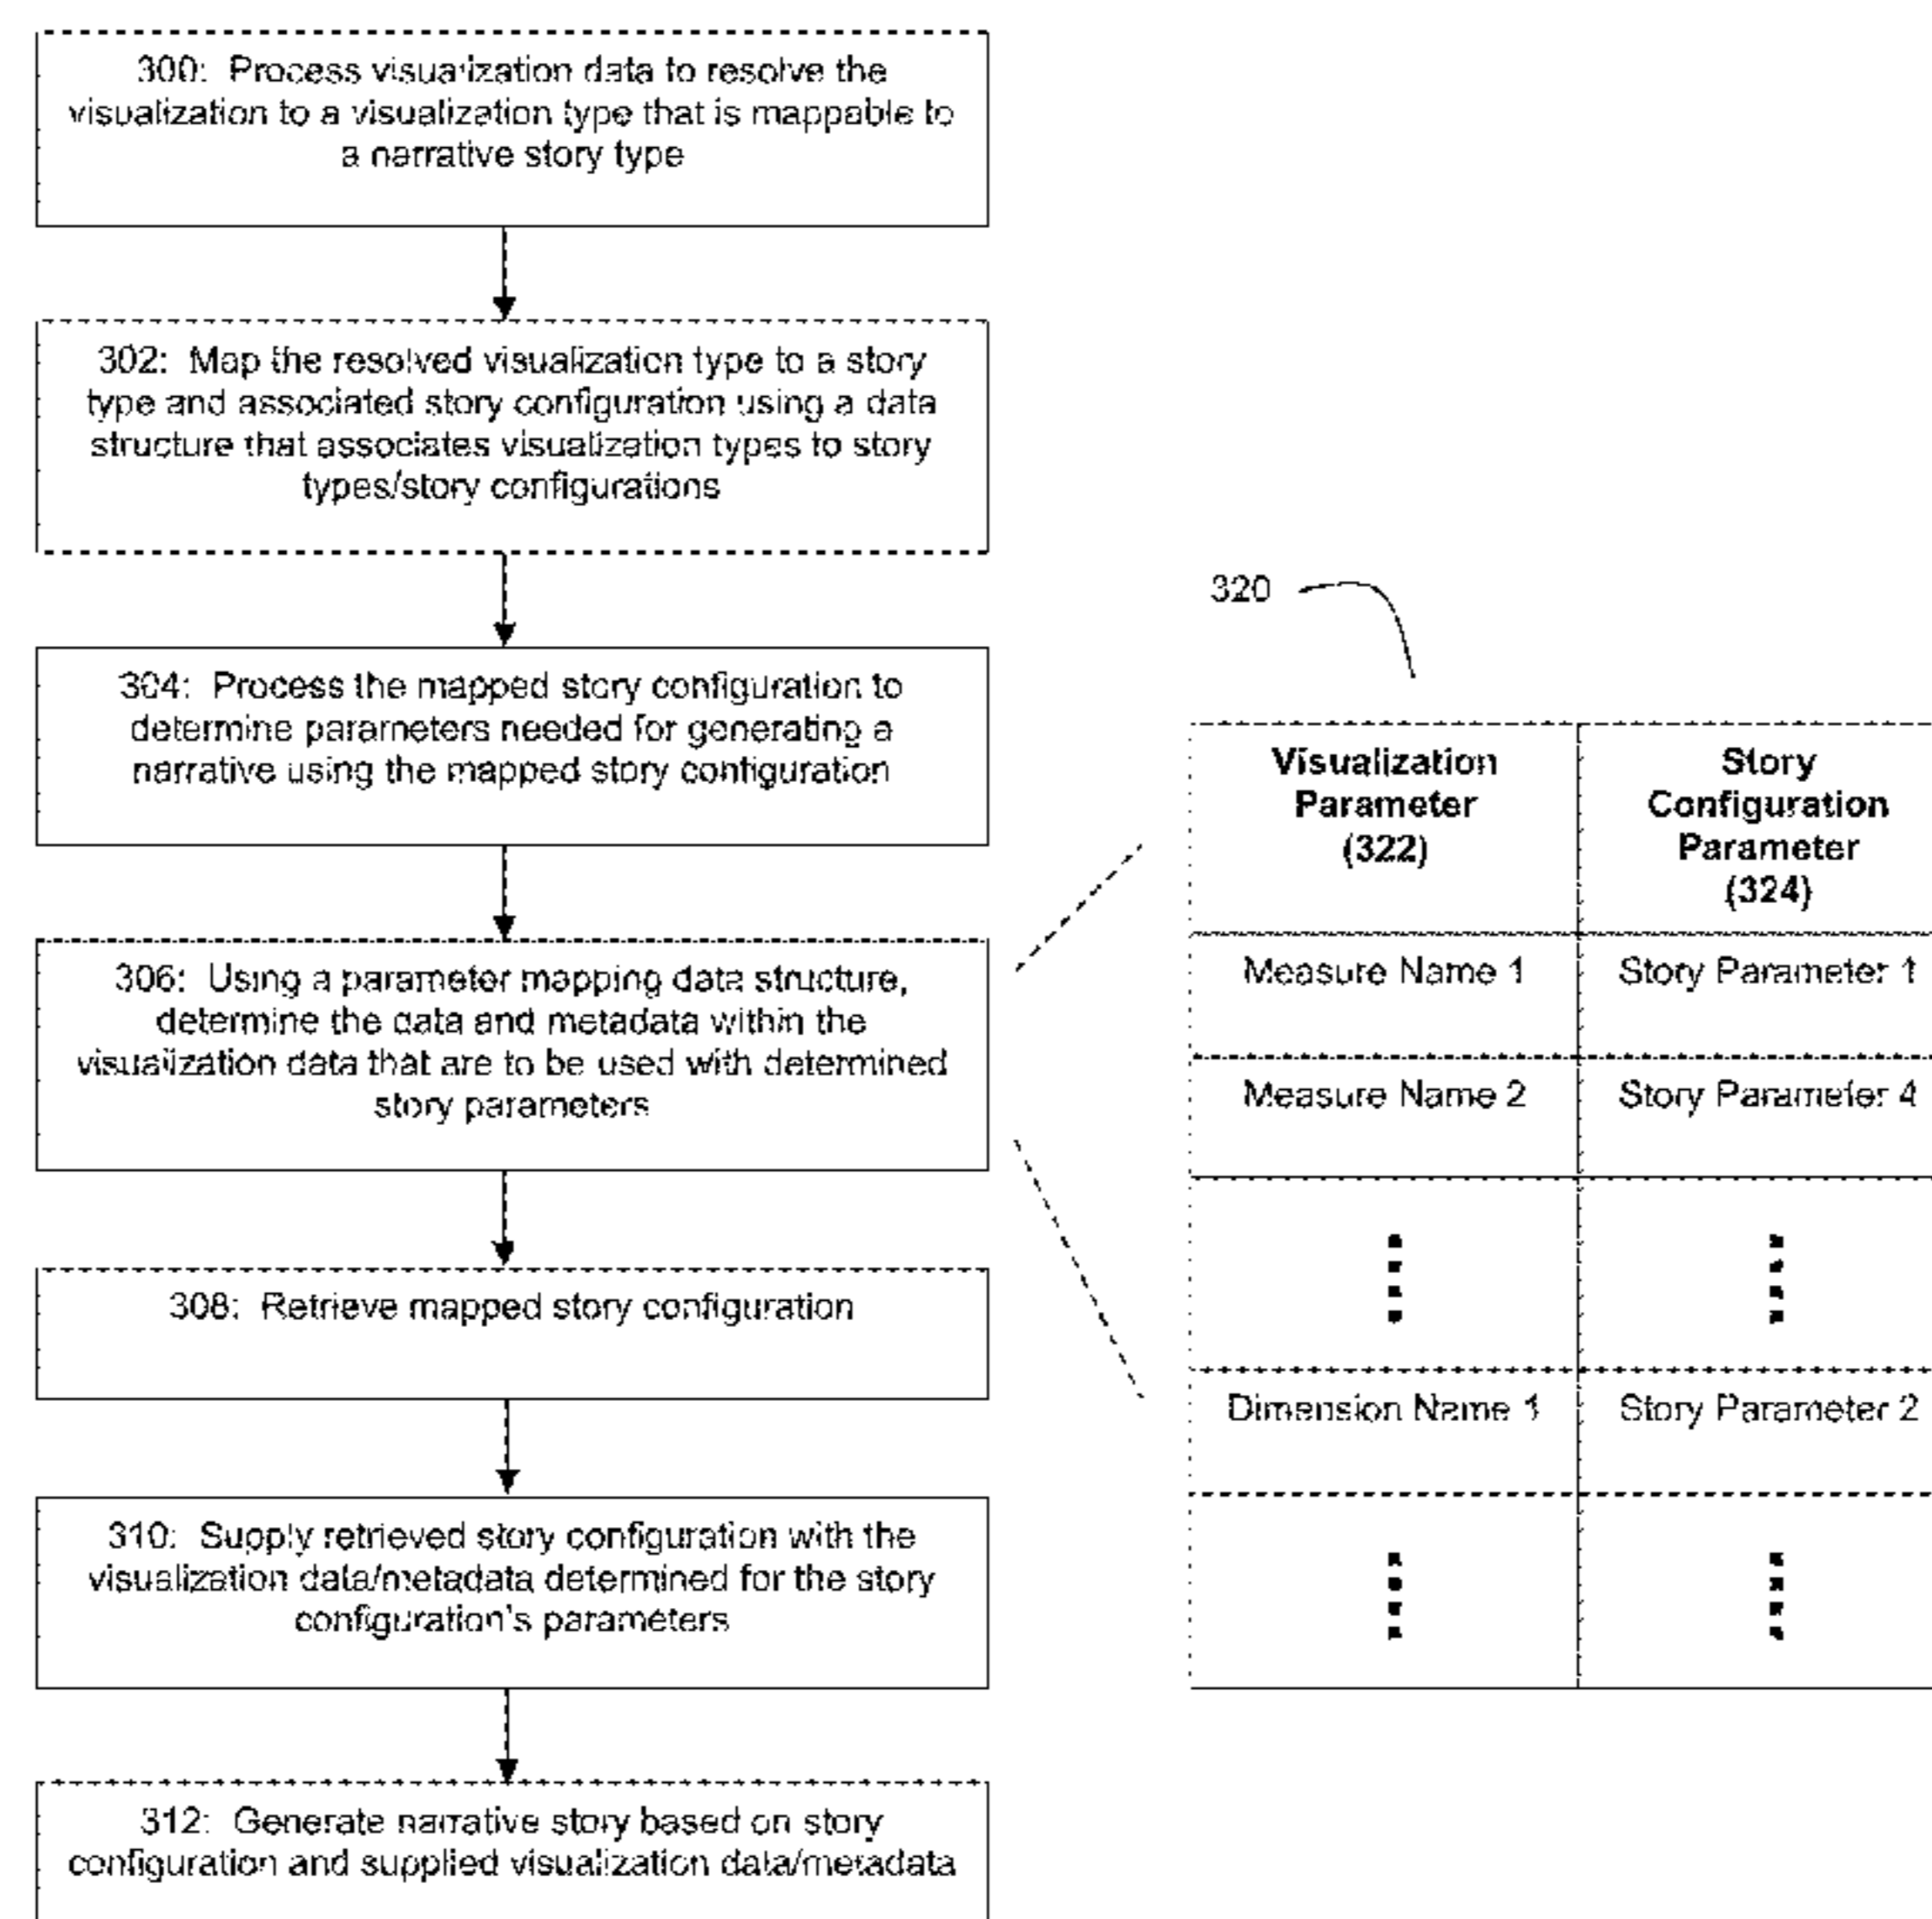 300: Process visualization data to resolve the
visualization to a visualization type that is mappable to
a narrative story type
302: Map the resolved visualization type to a story
type and associated story configuration using a data
structure that associates visualization types to story
types/story configurations
304: Process the mapped story configuration to
determine parameters needed for generating a
narrative using the mapped story configuration
306: Using a parameter mapping data structure,
determine the data and metadata within the
visualization data that are to be used with determined
story parameters
308: Retrieve mapped story configuration
310: Supply retrieved story configuration with the
visualization data/metadata determined for the story
configuration's parameters
312: Generate narrative story based on story
configuration and supplied visualization data/metadata
320
Visualization
Parameter
(322)
Story
Configuration
Parameter
(324)
Measure Name 1
Story Parameter 1
Measure Name 2
Story Parameter 4
Dimension Name 1
Story Parameter 2